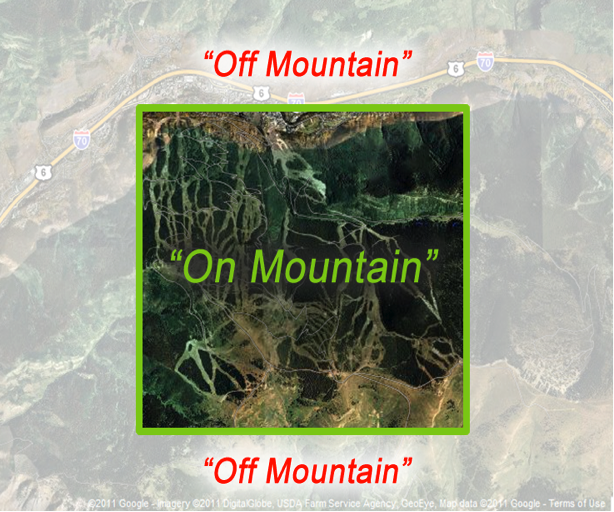 “Off Mountain”
6
70
6
70
70
6
“On Mountain”
“Off Mountain”
©2011 Google - Imagery ©2011 DigitalGlobe, USDA Farm Service Agency, GeoEye, Map data ©2011 Google - Terms of Use